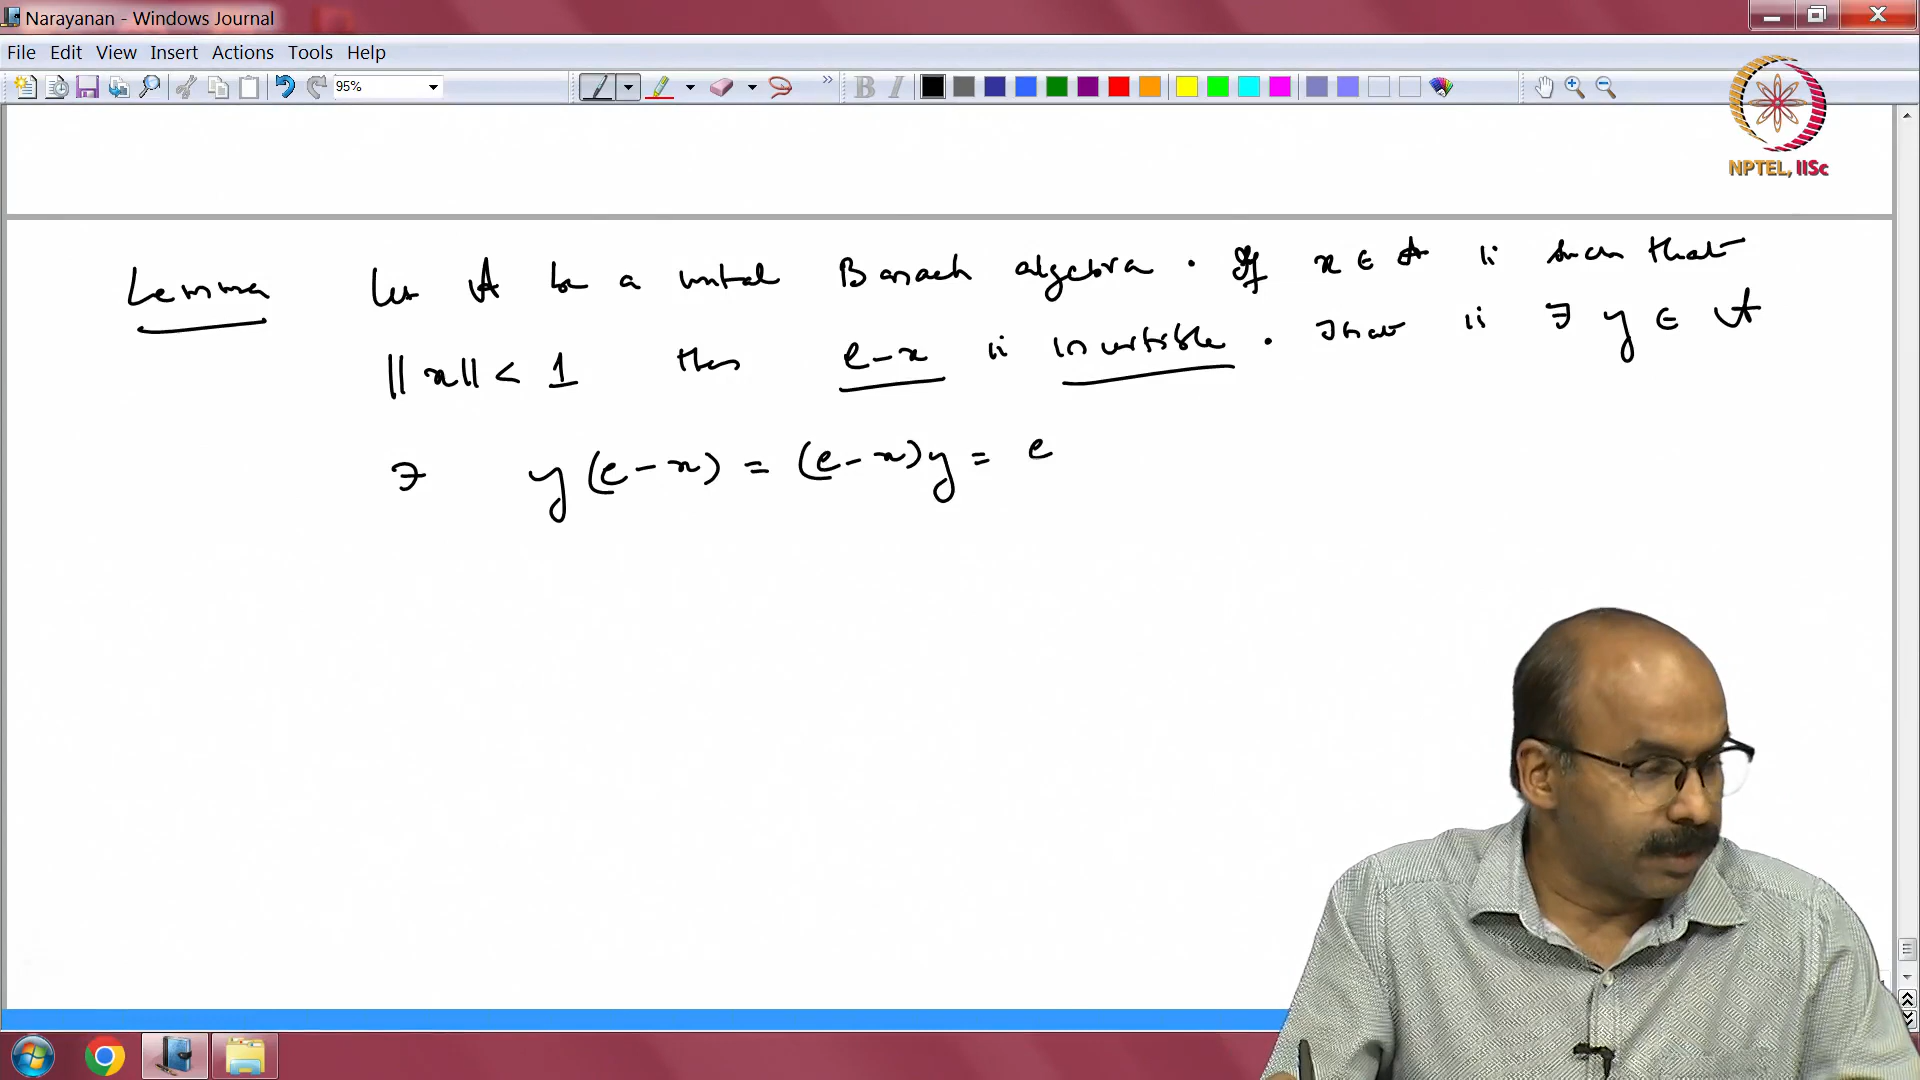 Narayanan - Windows Journal
File Edit View Insert Actions Tools Help
95%
NPTEL, IISc
Lemma Let A be a unital Banach algebra. If x ∈ A is such that
||x|| < 1 then e-x is invertible. That is ∃ y ∈ A
∋ y(e-x) = (e-x)y = e